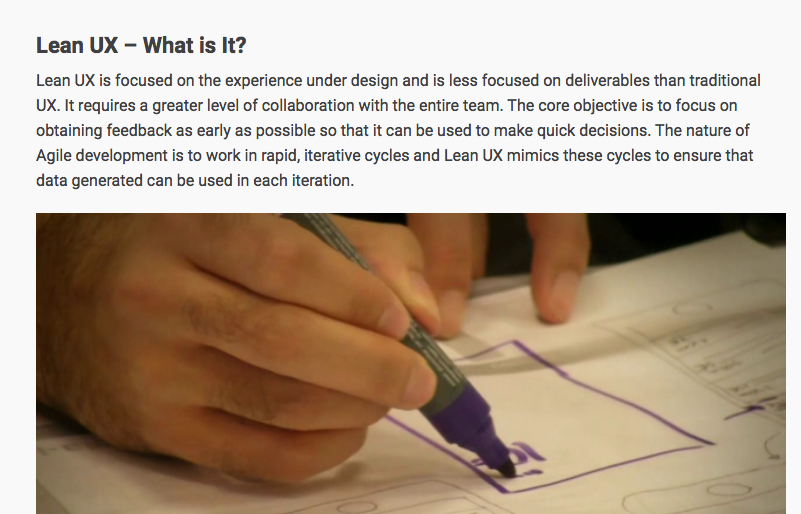 Lean UX – What is It?
Lean UX is focused on the experience under design and is less focused on deliverables than traditional
UX. It requires a greater level of collaboration with the entire team. The core objective is to focus on
obtaining feedback as early as possible so that it can be used to make quick decisions. The nature of
Agile development is to work in rapid, iterative cycles and Lean UX mimics these cycles to ensure that
data generated can be used in each iteration.